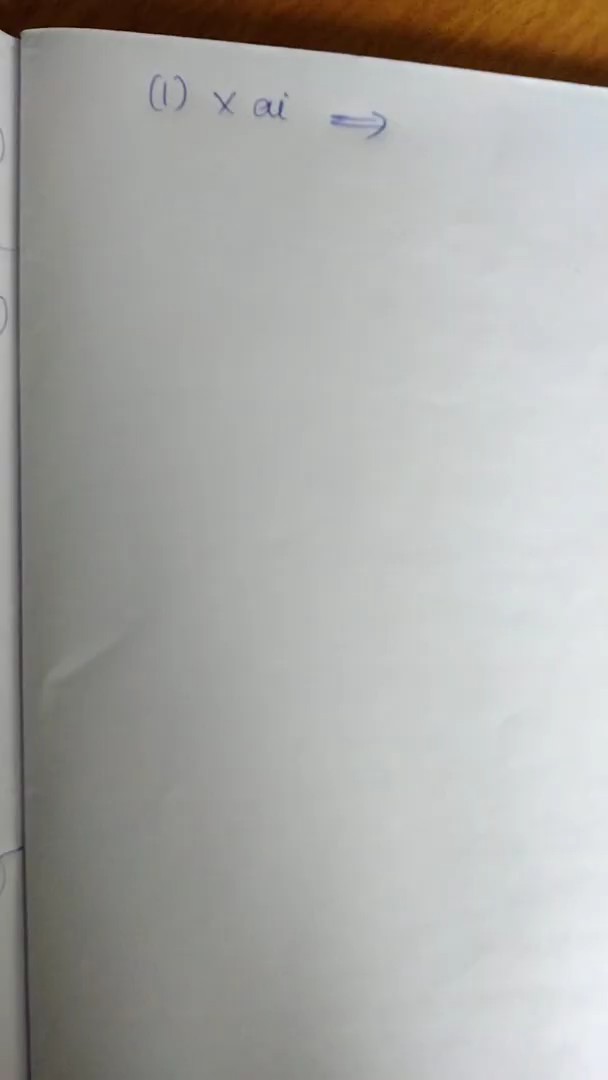 (1) × ai ⇒